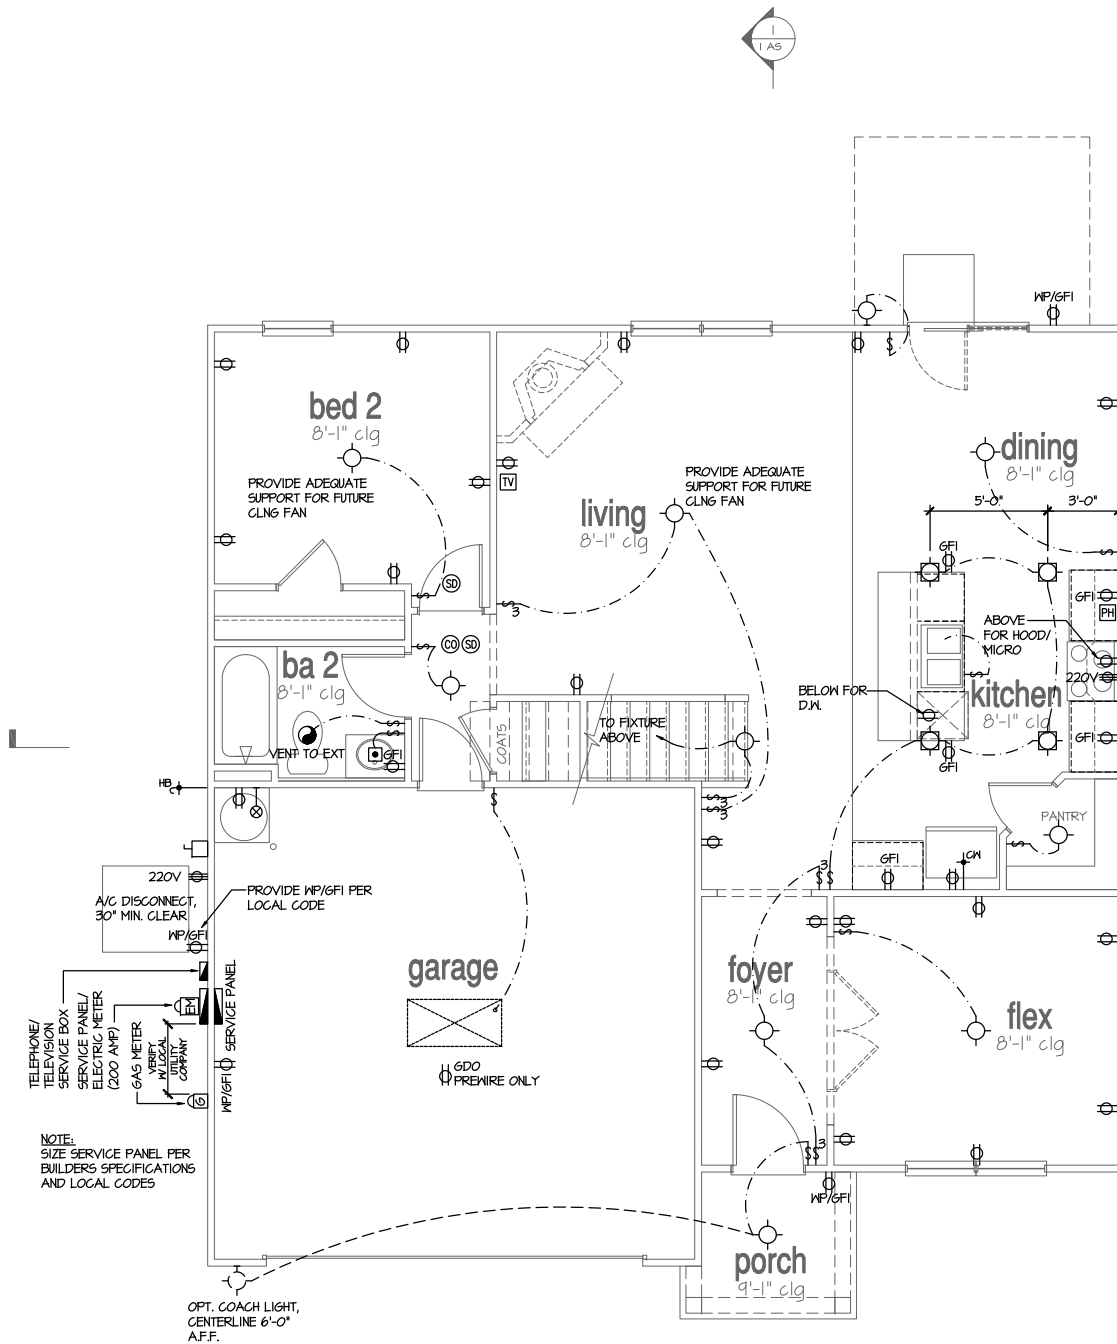 1
1 AS
WP/GFI
bed 2
8'-1" clg
PROVIDE ADEQUATE
SUPPORT FOR FUTURE
CLNG FAN
TV
living
8'-1" clg
PROVIDE ADEQUATE
SUPPORT FOR FUTURE
CLNG FAN
dining
8'-1" clg
5'-0"
3'-0"
GFI
SD
S
S
3
GFI
PH
ABOVE
FOR HOOD/
MICRO
220V
CO
SD
ba 2
8'-1" clg
VENT TO EXT
GFI
COATS
TO FIXTURE
ABOVE
BELOW FOR
D.W.
kitchen
8'-1" clg
GFI
GFI
HB
S
S
3
S
3
PANTRY
S
GFI
CW
3
S S
220V
A/C DISCONNECT,
30" MIN. CLEAR
PROVIDE WP/GFI PER
LOCAL CODE
WP/GFI
garage
foyer
8'-1" clg
flex
8'-1" clg
TELEPHONE/
TELEVISION
SERVICE BOX
SERVICE PANEL/
ELECTRIC METER
(200 AMP)
GAS METER
VERIFY
W/ LOCAL
UTILITY
COMPANY
EM
G
SERVICE PANEL
WP/GFI
GDO
PREWIRE ONLY
NOTE:
SIZE SERVICE PANEL PER
BUILDERS SPECIFICATIONS
AND LOCAL CODES
3
S S
WP/GFI
porch
9'-1" clg
OPT. COACH LIGHT,
CENTERLINE 6'-0"
A.F.F.